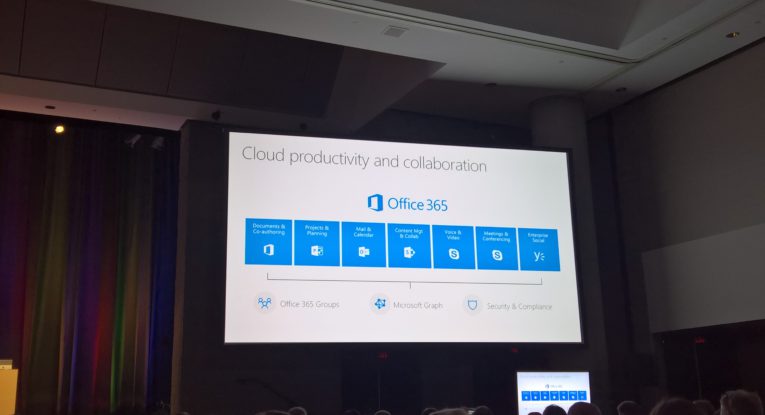 Cloud productivity and collaboration
Office 365
Documents & Co-authoring
Projects & Planning
Mail & Calendar
Content Mgt & Collab
Voice & Video
Meetings & Conferencing
Enterprise Social
Office 365 Groups
Microsoft Graph
Security & Compliance